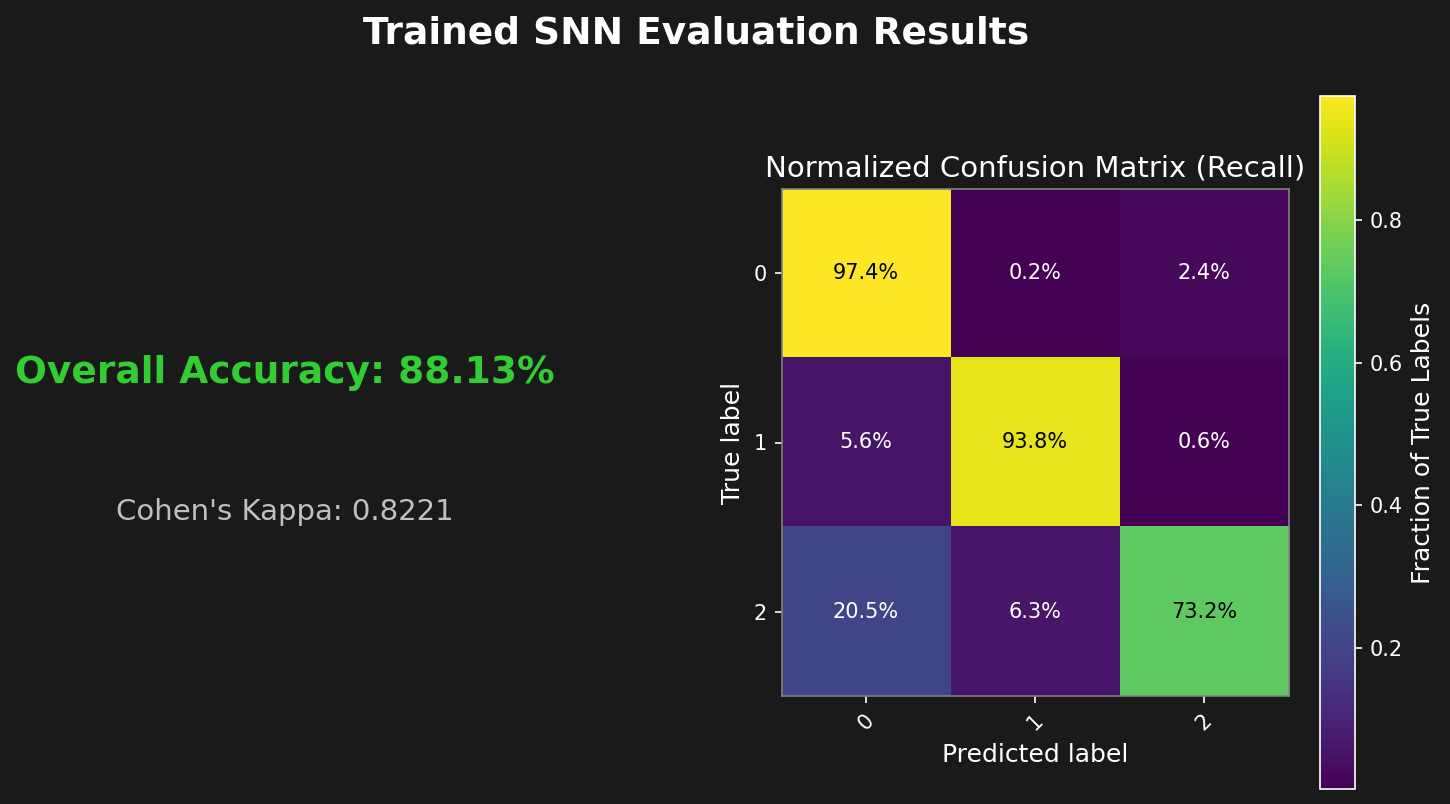 Trained SNN Evaluation Results
Overall Accuracy: 88.13%
Cohen's Kappa: 0.8221
Normalized Confusion Matrix (Recall)
True label
0
97.4%
0.2%
2.4%
1
5.6%
93.8%
0.6%
2
20.5%
6.3%
73.2%
0
1
2
Predicted label
0.8
0.6
0.4
0.2
Fraction of True Labels